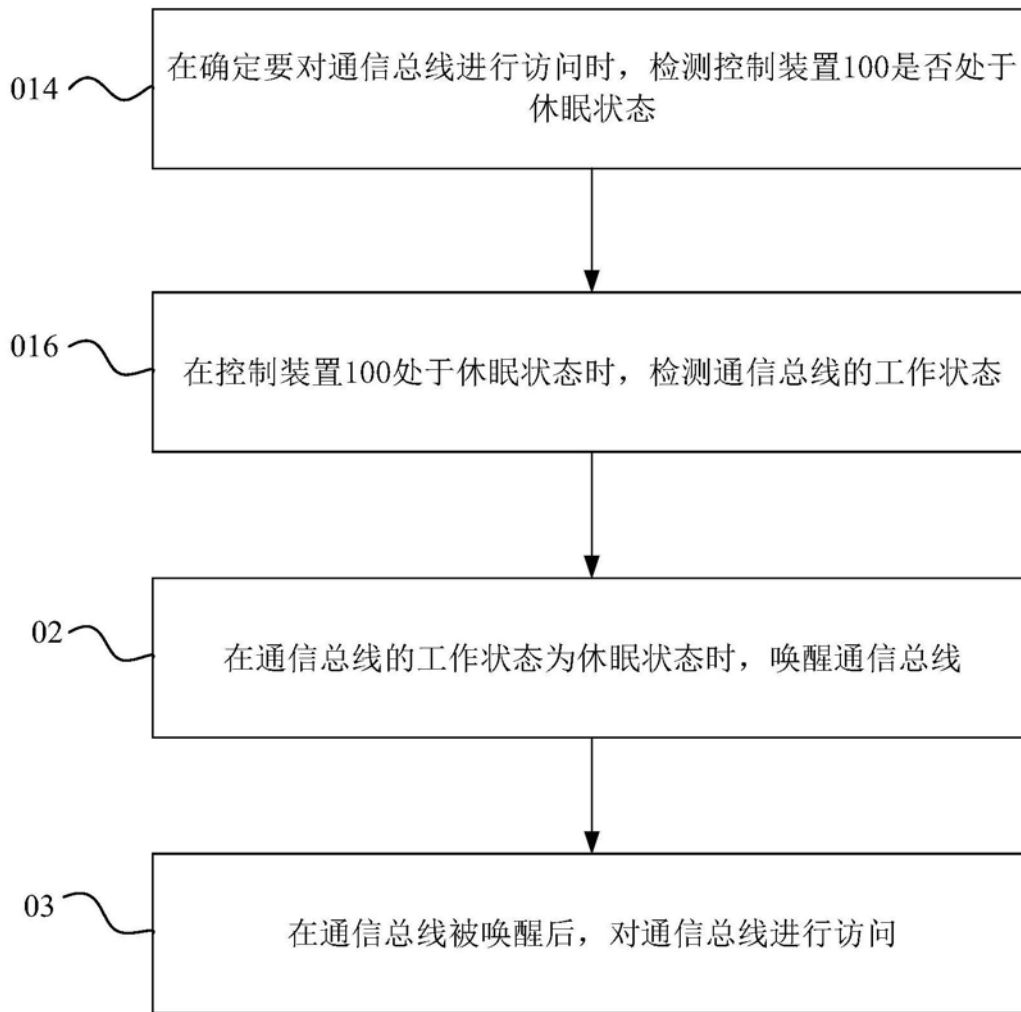 014
在确定要对通信总线进行访问时，检测控制装置100是否处于
休眠状态
016
在控制装置100处于休眠状态时，检测通信总线的工作状态
02
在通信总线的工作状态为休眠状态时，唤醒通信总线
03
在通信总线被唤醒后，对通信总线进行访问